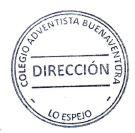 COLEGIO ADVENTISTA BUENAVENTURA
DIRECCIÓN
- LO ESPEJO -